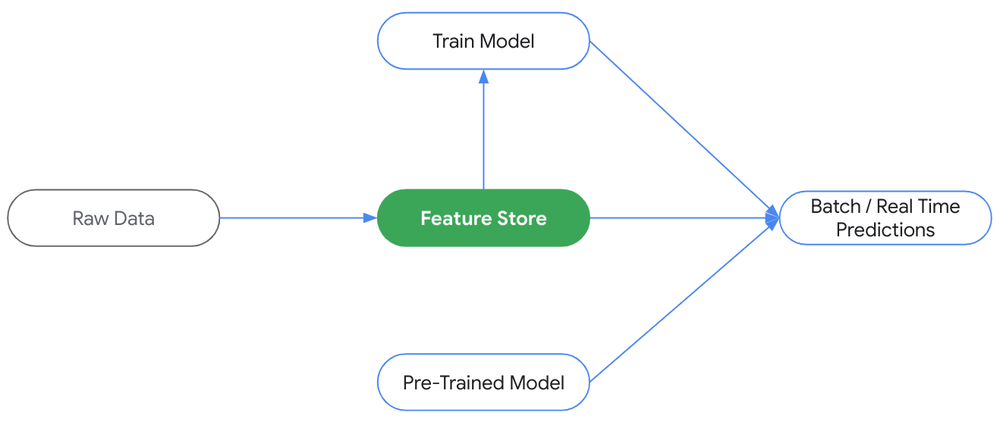 Train Model
Raw Data
Feature Store
Batch / Real Time
Predictions
Pre-Trained Model